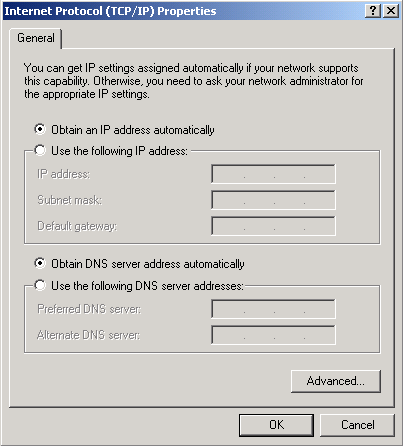 Internet Protocol (TCP/IP) Properties
General
You can get IP settings assigned automatically if your network supports
this capability. Otherwise, you need to ask your network administrator for
the appropriate IP settings.
Obtain an IP address automatically
Use the following IP address:
IP address:
Subnet mask:
Default gateway:
Obtain DNS server address automatically
Use the following DNS server addresses:
Preferred DNS server:
Alternate DNS server:
Advanced...
OK
Cancel